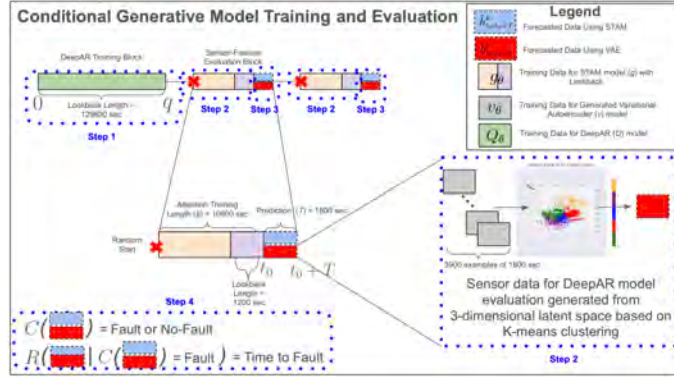 Conditional Generative Model Training and Evaluation
DeepAR Training Block
Sensor-Forecast
Evaluation Block
0
q
Lookback Length =
129600 sec
Step 1
Step 2
Step 3
Step 2
Step 3
Legend
Forecasted Data Using STAM
Forecasted Data Using VAE
gθ
Training Data for STAM model (g) with
Lookback
vθ
Training Data for Generated Variational
Autoencoder (v) model
Qθ
Training Data for DeepAR (Q) model
Attention Training
Length (g) = 10800 sec
Prediction (T) = 1800 sec
Random
Start
t0
t0 + T
Lookback
Length =
1200 sec
Step 4
C( ) = Fault or No-Fault
R( | C( ) = Fault ) = Time to Fault
3900 examples of 1800 sec
Sensor data for DeepAR model
evaluation generated from
3-dimensional latent space based on
K-means clustering
Step 2